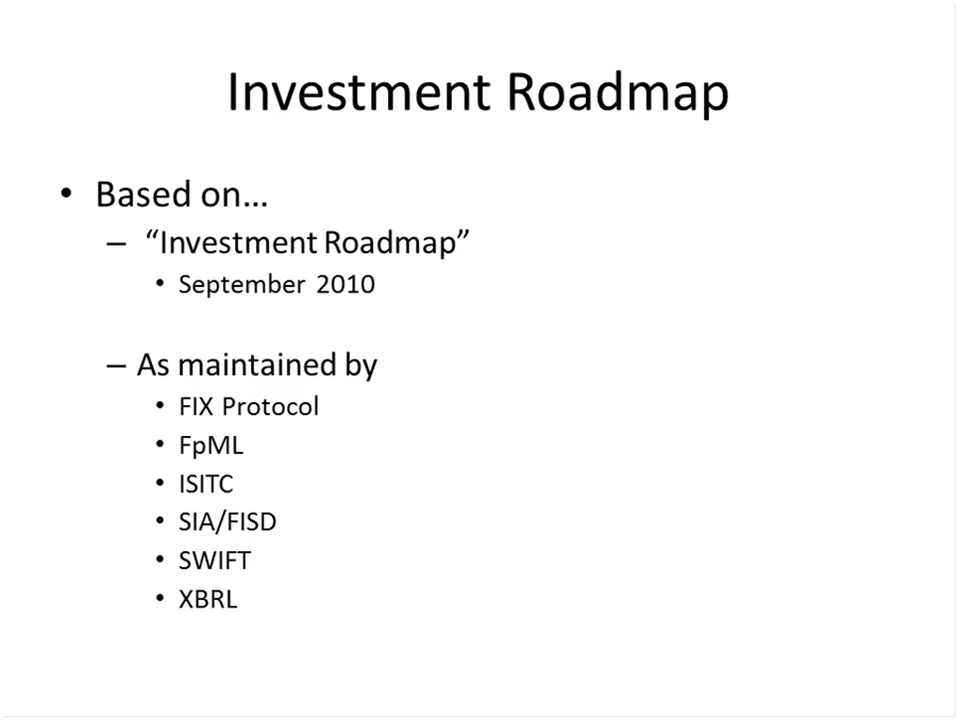 Investment Roadmap
• Based on…
– “Investment Roadmap”
• September 2010
– As maintained by
• FIX Protocol
• FpML
• ISITC
• SIA/FISD
• SWIFT
• XBRL